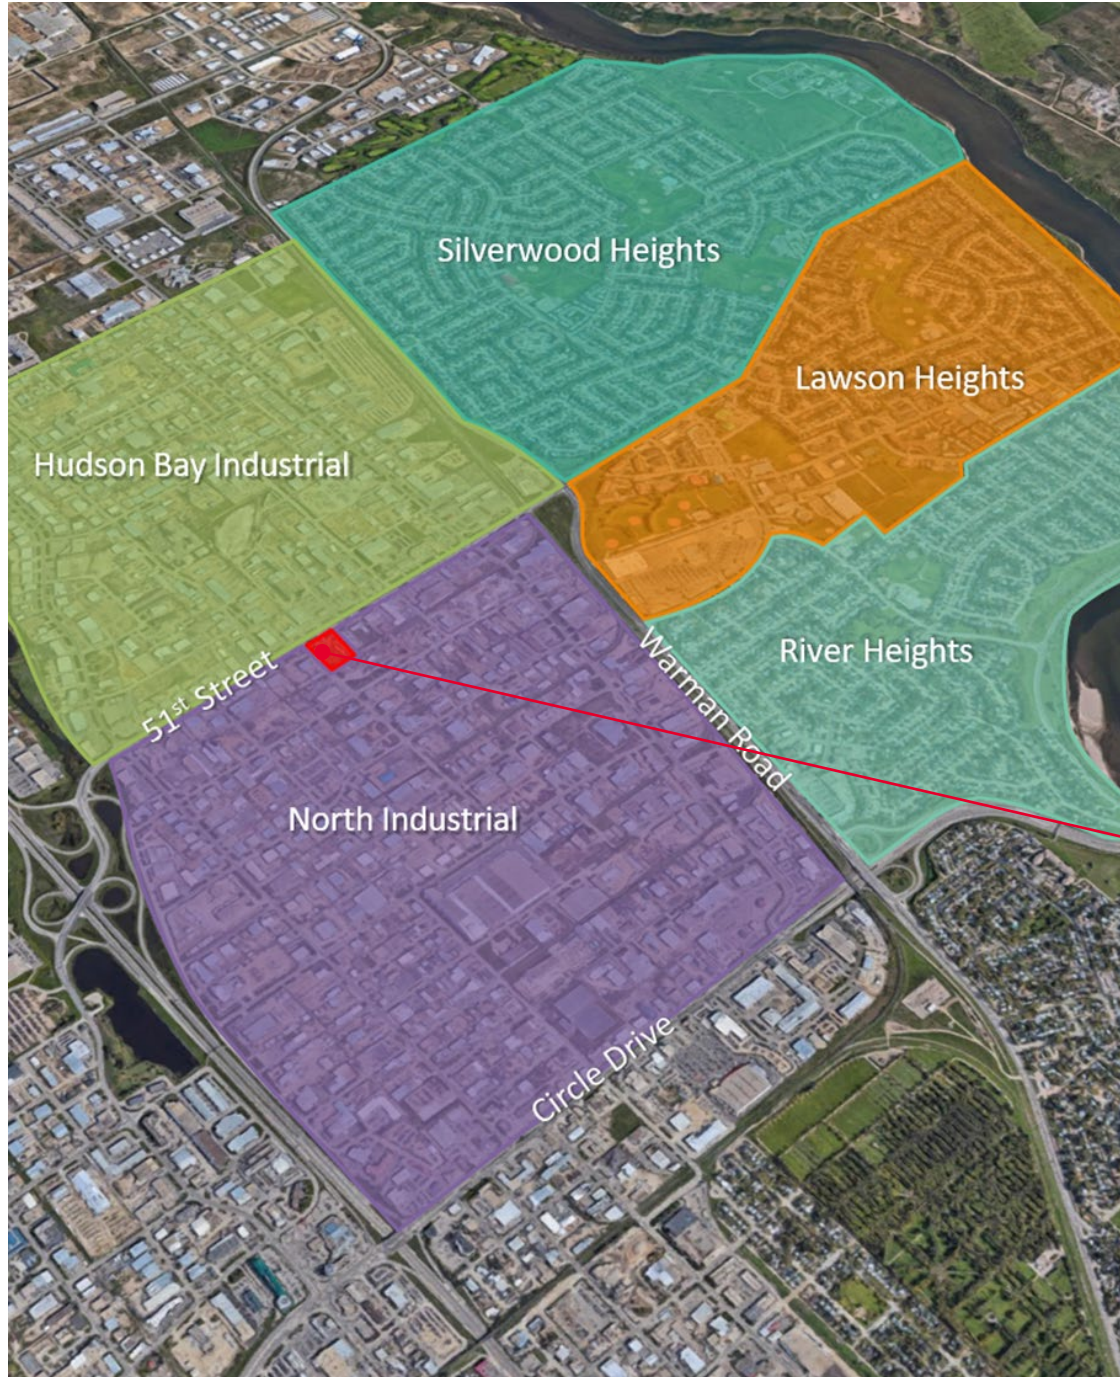 Silverwood Heights
Lawson Heights
Hudson Bay Industrial
River Heights
51st Street
Warman Road
North Industrial
Circle Drive